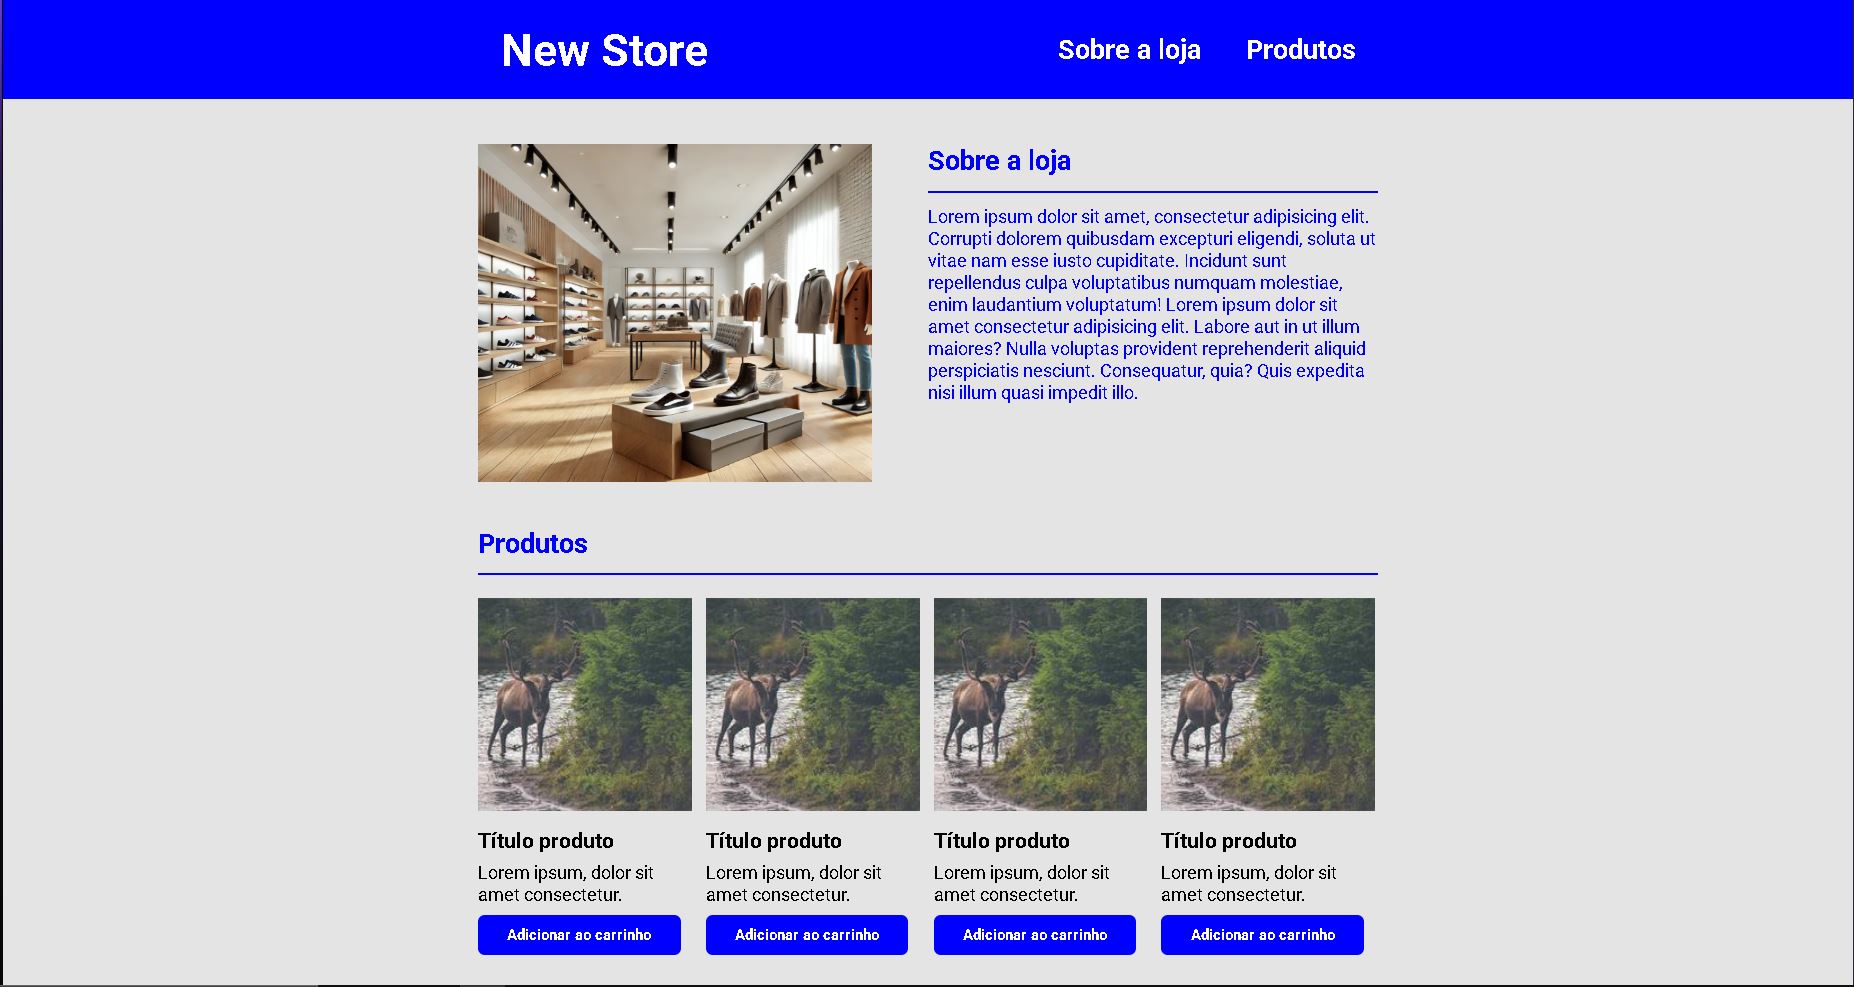 New Store
Sobre a loja
Produtos
Sobre a loja
Lorem ipsum dolor sit amet, consectetur adipisicing elit.
Corrupti dolorem quibusdam excepturi eligendi, soluta ut
vitae nam esse iusto cupiditate. Incidunt sunt
repellendus culpa voluptatibus numquam molestiae,
enim laudantium voluptatum! Lorem ipsum dolor sit
amet consectetur adipisicing elit. Labore aut in ut illum
maiores? Nulla voluptas provident reprehenderit aliquid
perspiciatis nesciunt. Consequatur, quia? Quis expedita
nisi illum quasi impedit illo.
Produtos
Título produto
Lorem ipsum, dolor sit
amet consectetur.
Adicionar ao carrinho
Título produto
Lorem ipsum, dolor sit
amet consectetur.
Adicionar ao carrinho
Título produto
Lorem ipsum, dolor sit
amet consectetur.
Adicionar ao carrinho
Título produto
Lorem ipsum, dolor sit
amet consectetur.
Adicionar ao carrinho